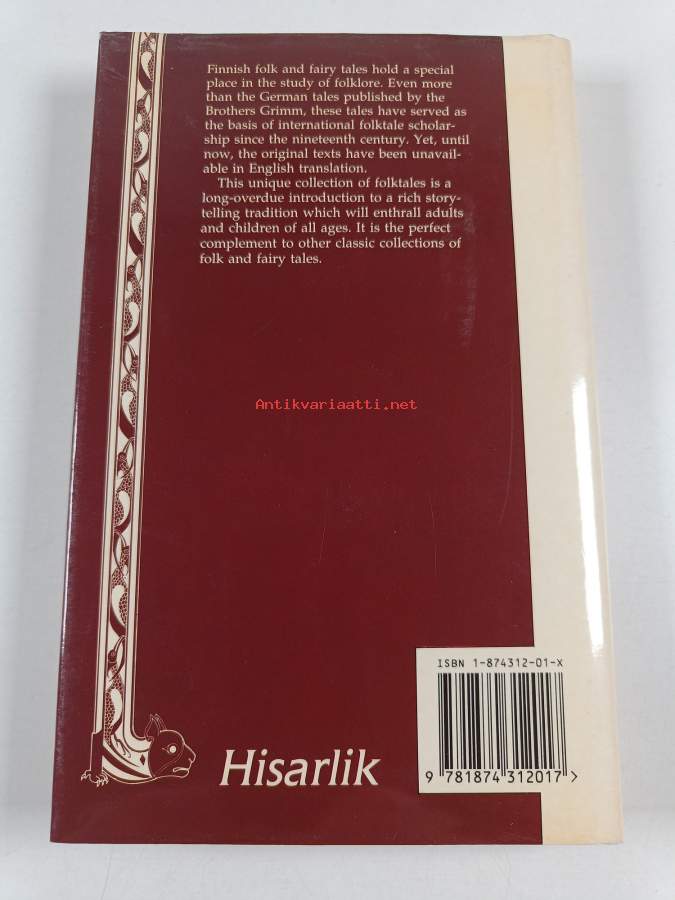 Finnish folk and fairy tales hold a special
place in the study of folklore. Even more
than the German tales published by the
Brothers Grimm, these tales have served as
the basis of international folktale scholar-
ship since the nineteenth century. Yet, until
now, the original texts have been unavail-
able in English translation.
This unique collection of folktales is a
long-overdue introduction to a rich story-
telling tradition which will enthrall adults
and children of all ages. It is the perfect
complement to other classic collections of
folk and fairy tales.
Antikvariaatti.net
ISBN 1-874312-01-X
Hisarlik
9 781874 312017 >